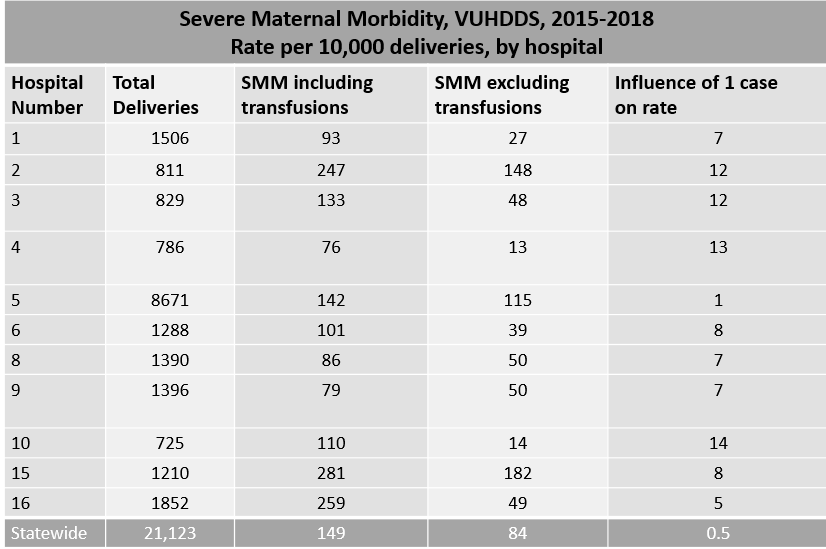 Severe Maternal Morbidity, VUHDDS, 2015-2018
Rate per 10,000 deliveries, by hospital
Hospital Number Total Deliveries SMM including transfusions SMM excluding transfusions Influence of 1 case on rate
1 1506 93 27 7
2 811 247 148 12
3 829 133 48 12
4 786 76 13 13
5 8671 142 115 1
6 1288 101 39 8
8 1390 86 50 7
9 1396 79 50 7
10 725 110 14 14
15 1210 281 182 8
16 1852 259 49 5
Statewide 21,123 149 84 0.5